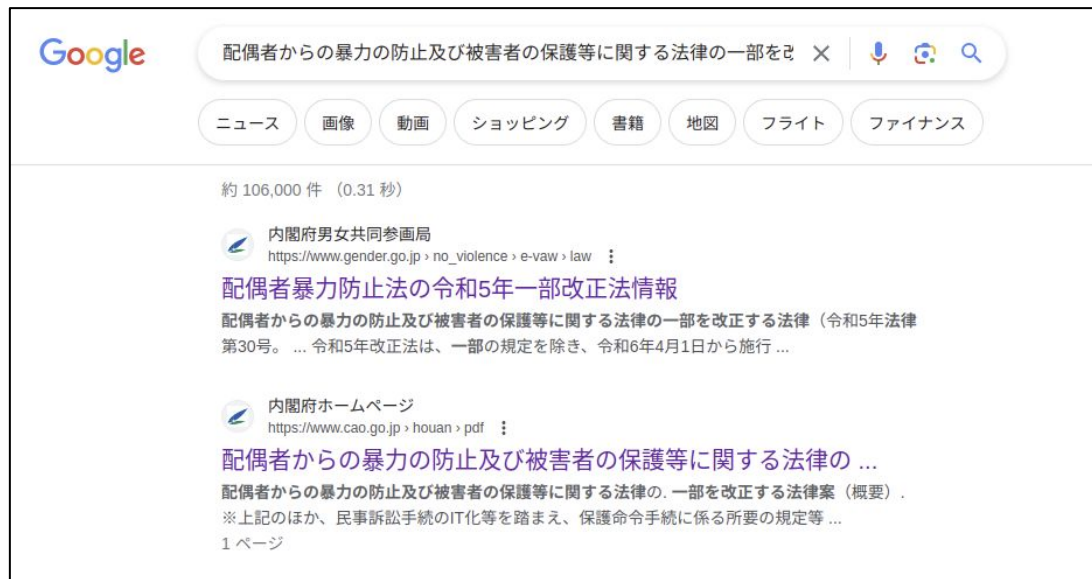 Google
配偶者からの暴力の防止及び被害者の保護等に関する法律の一部を
ニュース 画像 動画 ショッピング 書籍 地図 フライト ファイナンス
約 106,000 件 （0.31 秒）
内閣府男女共同参画局
https://www.gender.go.jp › no_violence › e-vaw › law
配偶者暴力防止法の令和5年一部改正法情報
配偶者からの暴力の防止及び被害者の保護等に関する法律の一部を改正する法律（令和5年法律
第30号。 ... 令和5年改正法は、一部の規定を除き、令和6年4月1日から施行 ...
内閣府ホームページ
https://www.cao.go.jp › houan › pdf
配偶者からの暴力の防止及び被害者の保護等に関する法律の ...
配偶者からの暴力の防止及び被害者の保護等に関する法律の. 一部を改正する法律案（概要）.
※上記のほか、民事訴訟手続のIT化等を踏まえ、保護命令手続に係る所要の規定等 ...
1 ページ